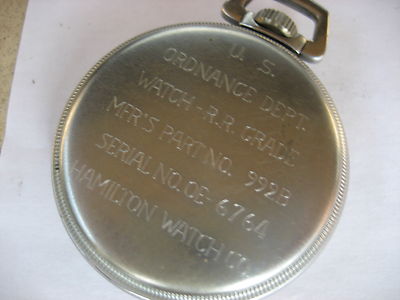 U. S.
ORDNANCE DEPT.
WATCH - R.R. GRADE
MFR'S PART NO. 992B
SERIAL NO. OE- 6764
HAMILTON WATCH CO.